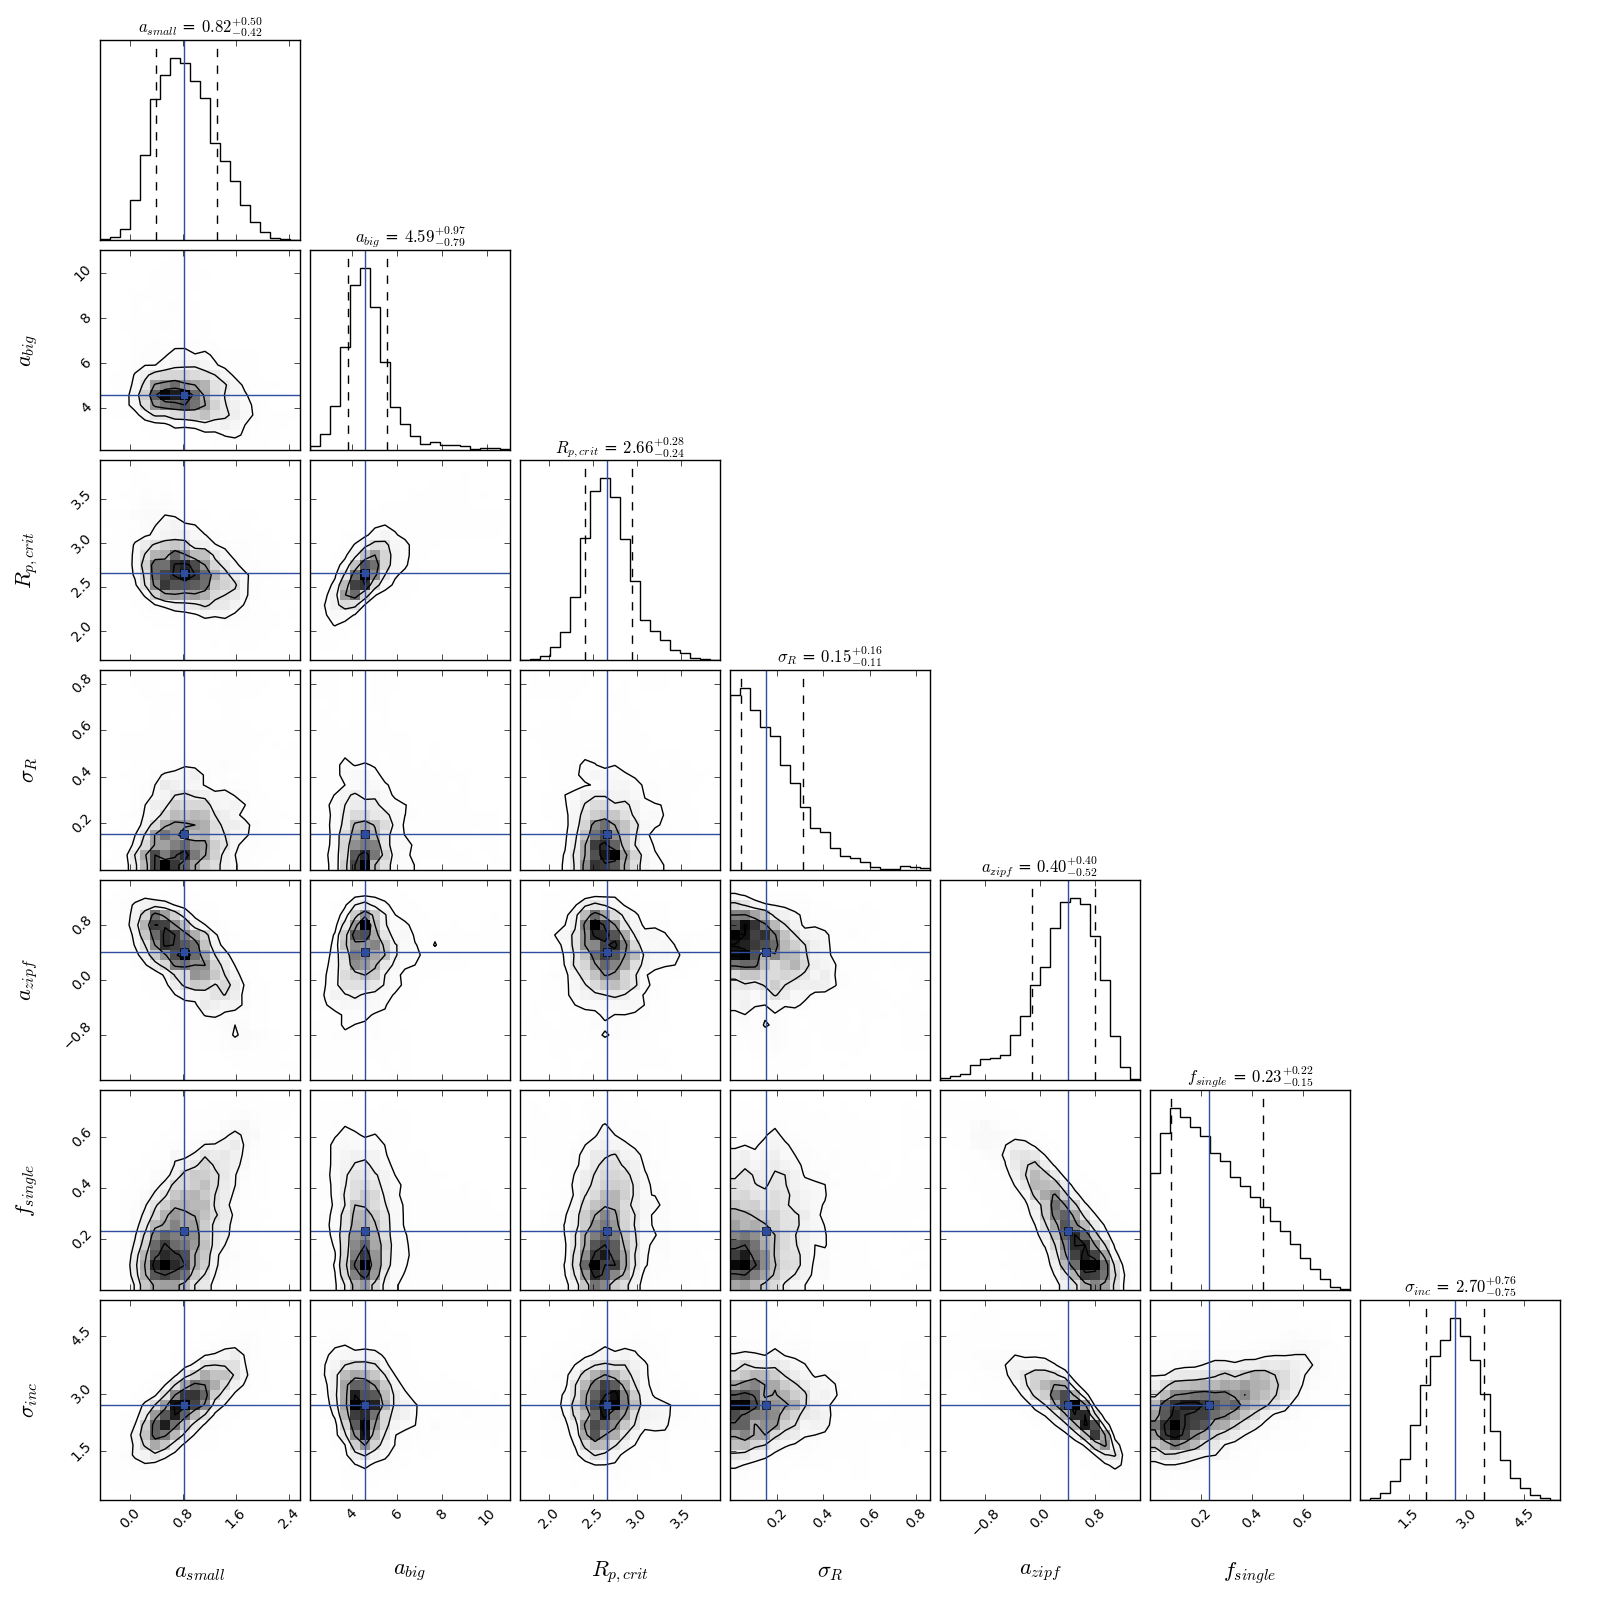 a_small = 0.82^{+0.50}_{-0.42}
a_big = 4.59^{+0.97}_{-0.79}
10
8
6
4
a_big
R_{p,crit} = 2.66^{+0.28}_{-0.24}
3.5
3.0
2.5
2.0
R_{p,crit}
σ_R = 0.15^{+0.16}_{-0.11}
0.8
0.6
0.4
0.2
σ_R
a_zipf = 0.40^{+0.40}_{-0.52}
0.8
0.0
−0.8
a_zipf
f_single = 0.23^{+0.22}_{-0.15}
0.6
0.4
0.2
f_single
σ_inc = 2.70^{+0.76}_{-0.75}
4.5
3.0
1.5
σ_inc
0.0 0.8 1.6 2.4 4 6 8 10 2.0 2.5 3.0 3.5 0.2 0.4 0.6 0.8 −0.8 0.0 0.8 0.2 0.4 0.6 1.5 3.0 4.5
a_small a_big R_{p,crit} σ_R a_zipf f_single